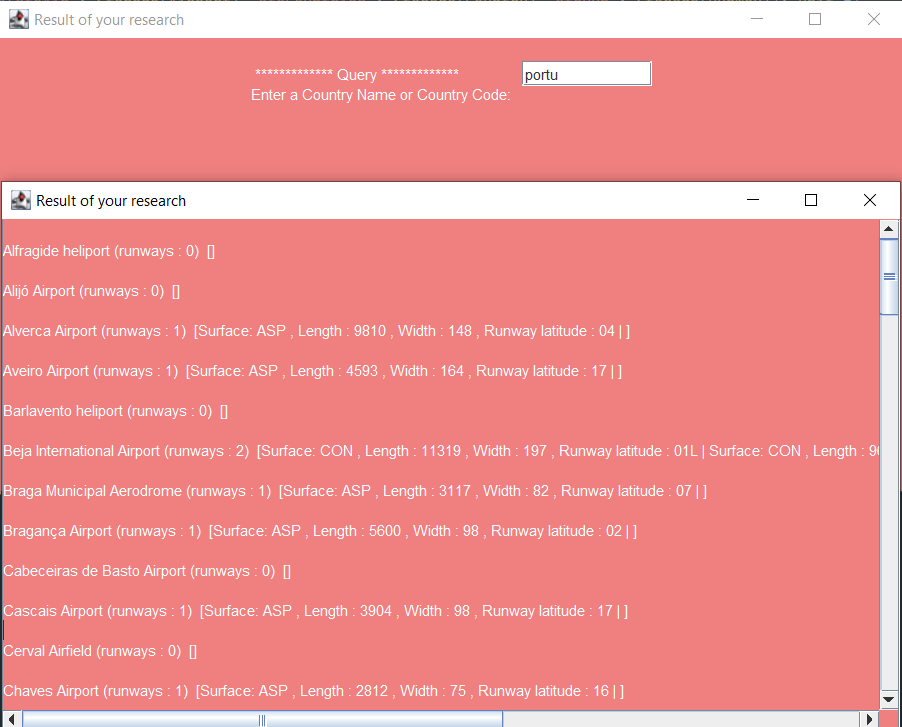 Result of your research
************* Query *************
portu
Enter a Country Name or Country Code:
Result of your research
Alfragide heliport (runways : 0) []
Alijó Airport (runways : 0) []
Alverca Airport (runways : 1) [Surface: ASP , Length : 9810 , Width : 148 , Runway latitude : 04 | ]
Aveiro Airport (runways : 1) [Surface: ASP , Length : 4593 , Width : 164 , Runway latitude : 17 | ]
Barlavento heliport (runways : 0) []
Beja International Airport (runways : 2) [Surface: CON , Length : 11319 , Width : 197 , Runway latitude : 01L | Surface: CON , Length : 
Braga Municipal Aerodrome (runways : 1) [Surface: ASP , Length : 3117 , Width : 82 , Runway latitude : 07 | ]
Bragança Airport (runways : 1) [Surface: ASP , Length : 5600 , Width : 98 , Runway latitude : 02 | ]
Cabeceiras de Basto Airport (runways : 0) []
Cascais Airport (runways : 1) [Surface: ASP , Length : 3904 , Width : 98 , Runway latitude : 17 | ]
Cerval Airfield (runways : 0) []
Chaves Airport (runways : 1) [Surface: ASP , Length : 2812 , Width : 75 , Runway latitude : 16 | ]